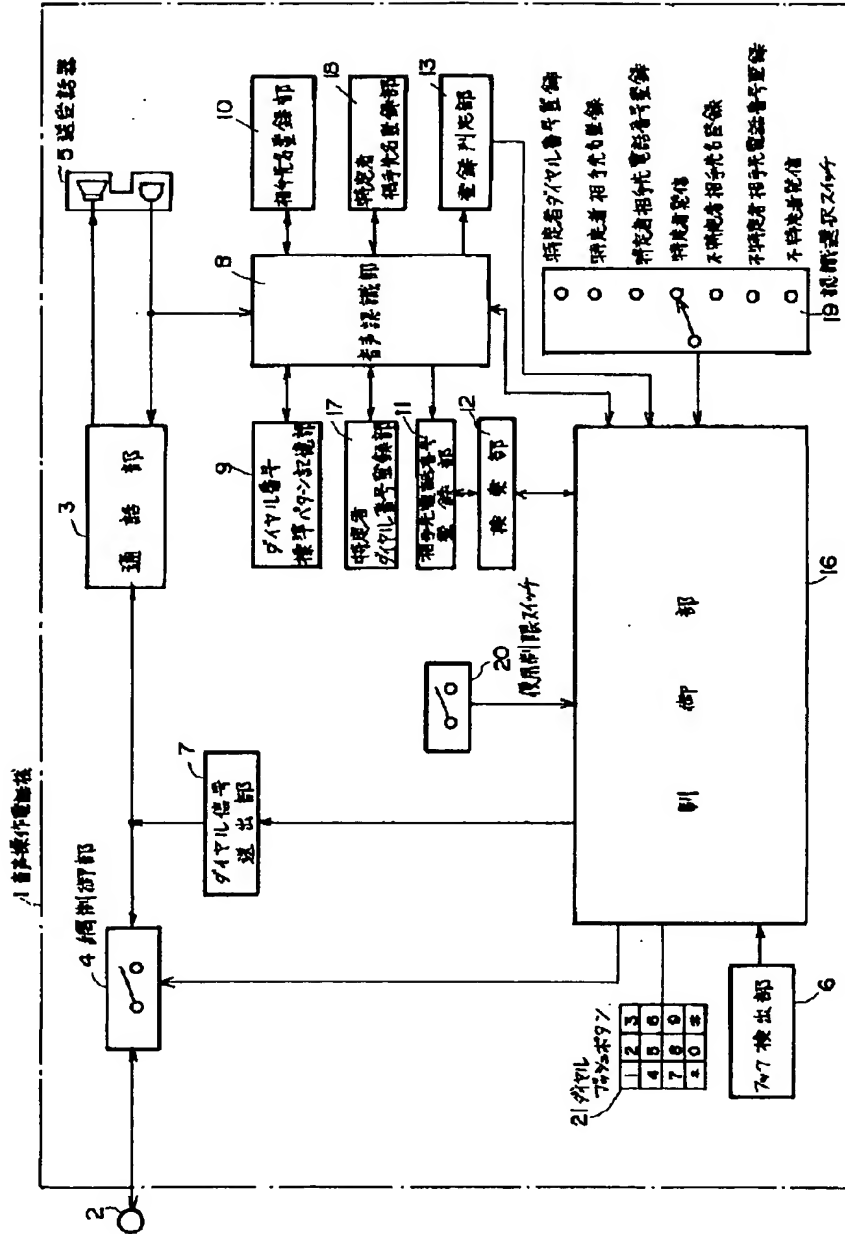 1 音声操作電話機
2
4 網制御部
3
通話部
5 送受話器
7
ダイヤル信号
送出部
8
音声認識部
9
ダイヤル番号
標準パターン記憶部
17
特定者
ダイヤル番号登録部
11
相手先電話番号
登録部
12
検索部
10
相手先名登録部
18
特定者
相手先名登録部
13
登録判定部
20
使用制限スイッチ
特定者ダイヤル番号登録
特定者相手先名登録
特定者相手先電話番号登録
特定者発信
不特定者相手先名登録
不特定者相手先電話番号登録
不特定者発信
19 認識選択スイッチ
16
制御部
21 ダイヤル
プッシュボタン
1 2 3
4 5 6
7 8 9
* 0 #
6
フック検出部